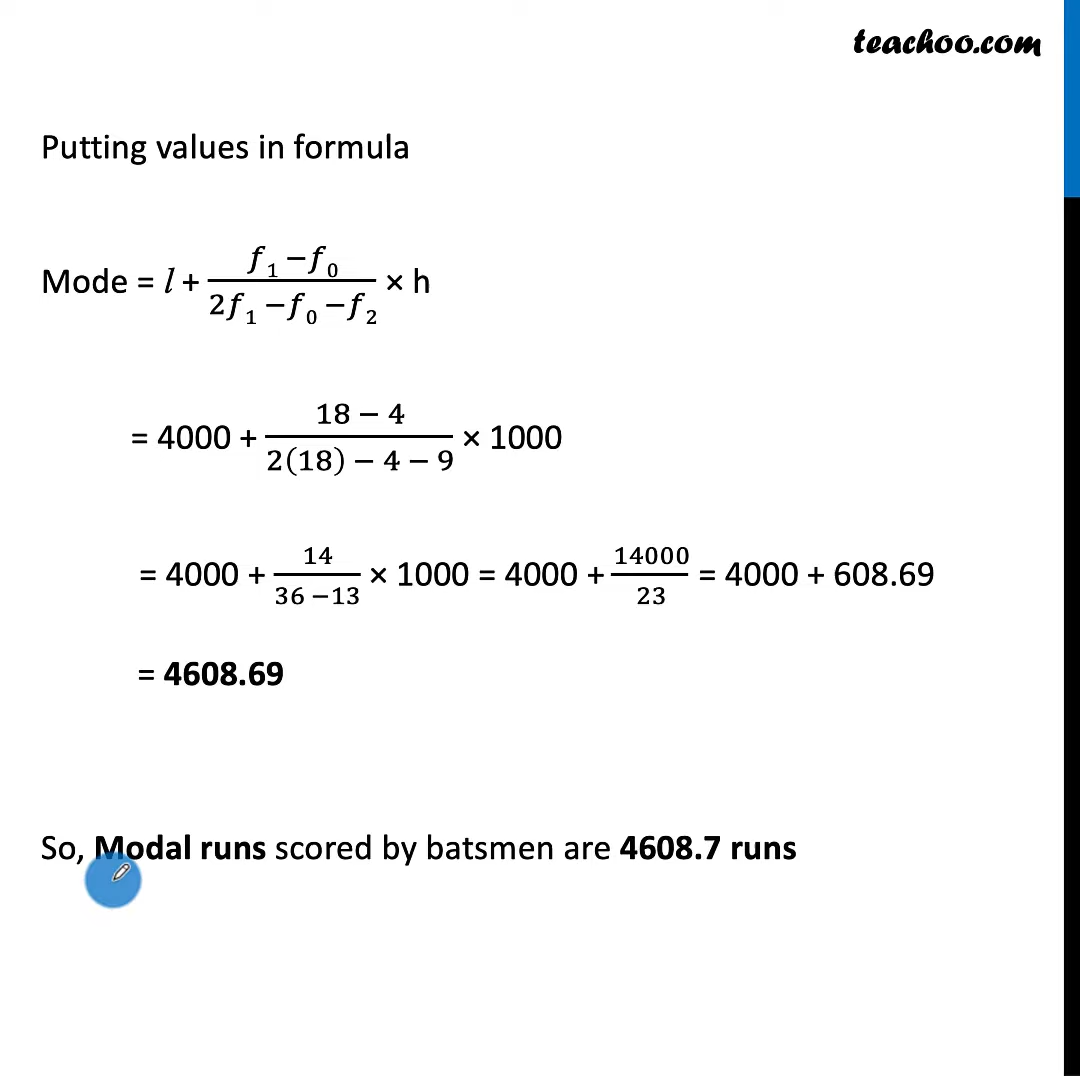 teachoo.com
Putting values in formula
Mode = l + (f₁ −f₀)/(2f₁ −f₀ −f₂) × h
= 4000 + (18 − 4)/(2(18) − 4 − 9) × 1000
= 4000 + 14/(36 −13) × 1000 = 4000 + 14000/23 = 4000 + 608.69
= 4608.69
So, Modal runs scored by batsmen are 4608.7 runs